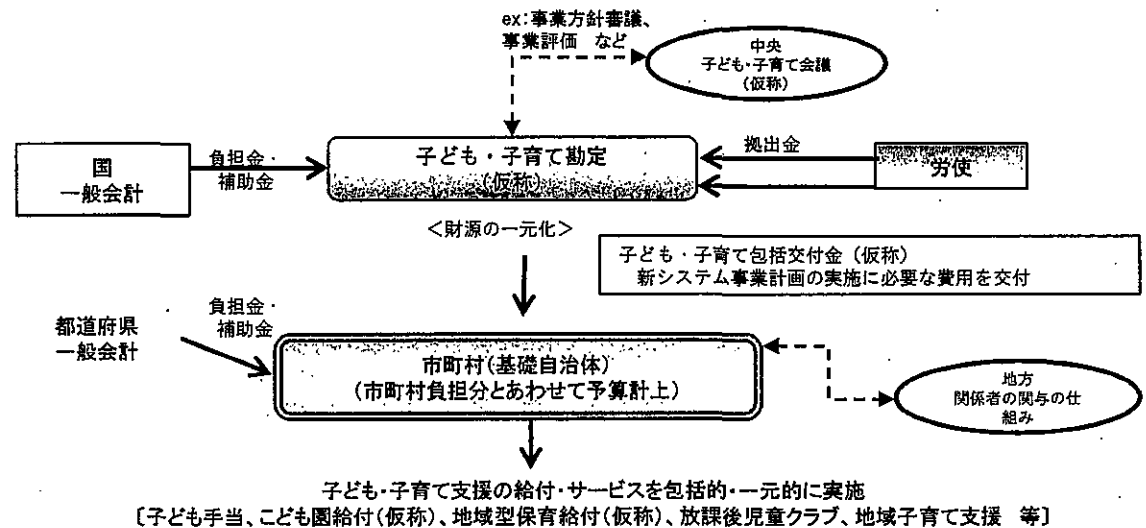 ex:事業方針審議、
事業評価 など
中央
子ども・子育て会議
(仮称)
国
一般会計
負担金・
補助金
子ども・子育て勘定
(仮称)
拠出金
労使
<財源の一元化>
子ども・子育て包括交付金(仮称)
新システム事業計画の実施に必要な費用を交付
都道府県
一般会計
負担金・
補助金
市町村(基礎自治体)
(市町村負担分とあわせて予算計上)
地方
関係者の関与の仕
組み
子ども・子育て支援の給付・サービスを包括的・一元的に実施
〔子ども手当、こども園給付(仮称)、地域型保育給付(仮称)、放課後児童クラブ、地域子育て支援 等〕